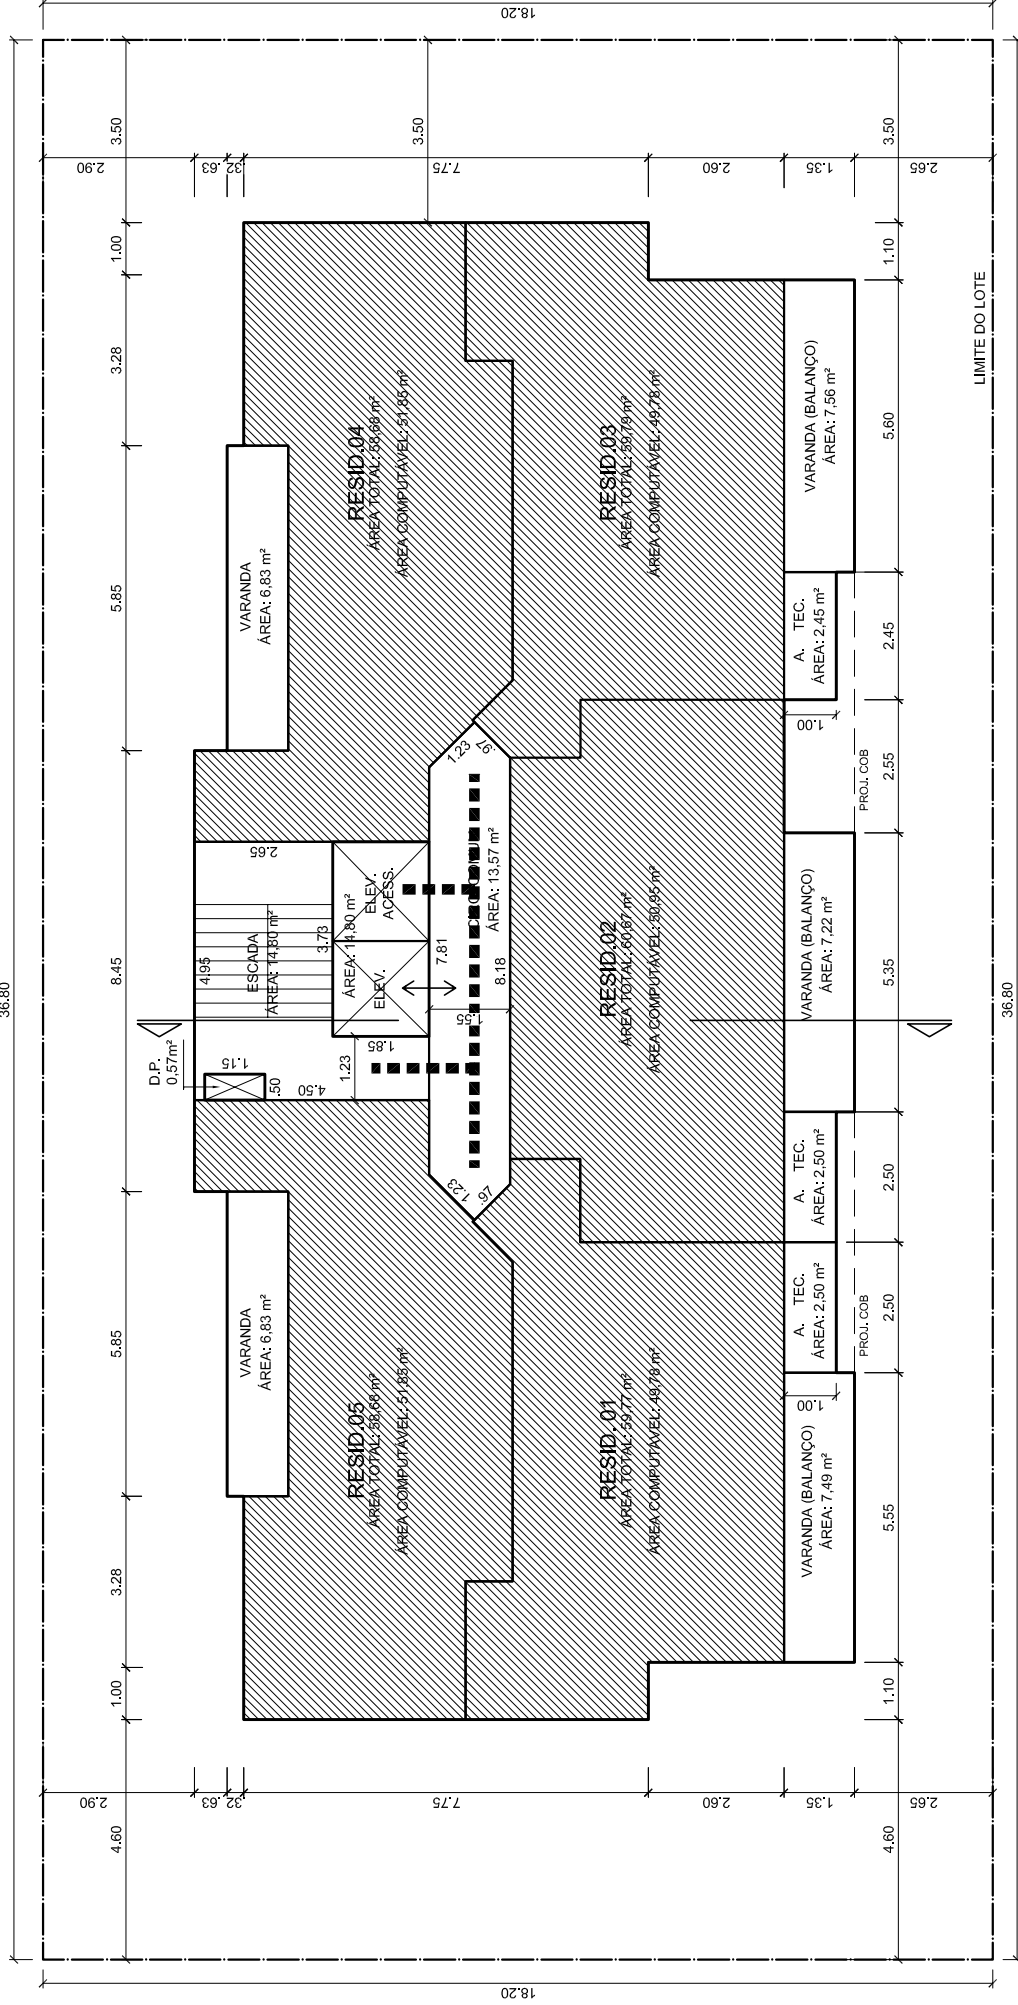 18.20
36.80
3.50
3.50
3.50
2.90
.63
.32
7.75
2.60
1.35
2.65
1.00
3.28
5.85
8.45
5.85
3.28
1.00
4.60
LIMITE DO LOTE
1.10
5.60
2.45
2.55
5.35
2.50
2.50
5.55
1.10
4.60
RESID.04
ÁREA TOTAL: 58,68 m²
ÁREA COMPUTÁVEL: 51,85 m²
RESID.03
ÁREA TOTAL: 59,79 m²
ÁREA COMPUTÁVEL: 49,78 m²
VARANDA (BALANÇO)
ÁREA: 7,56 m²
VARANDA
ÁREA: 6,83 m²
A. TEC.
ÁREA: 2,45 m²
1.00
PROJ. COB
1.23
.97
2.65
ELEV.
ACESS.
ÁREA: 13,57 m²
ESCADA
ÁREA: 14,80 m²
4.95
3.73
ÁREA: 14,80 m²
ELEV.
7.81
8.18
1.55
1.85
1.23
4.50
D.P.
0,57m²
1.15
.50
RESID.02
ÁREA TOTAL: 60,67 m²
ÁREA COMPUTÁVEL: 50,95 m²
VARANDA (BALANÇO)
ÁREA: 7,22 m²
36.80
1.23
.97
A. TEC.
ÁREA: 2,50 m²
A. TEC.
ÁREA: 2,50 m²
PROJ. COB
1.00
VARANDA
ÁREA: 6,83 m²
RESID.05
ÁREA TOTAL: 58,68 m²
ÁREA COMPUTÁVEL: 51,85 m²
RESID. 01
ÁREA TOTAL: 59,77 m²
ÁREA COMPUTÁVEL: 49,78 m²
VARANDA (BALANÇO)
ÁREA: 7,49 m²
2.90
.63
.32
7.75
2.60
1.35
2.65
18.20